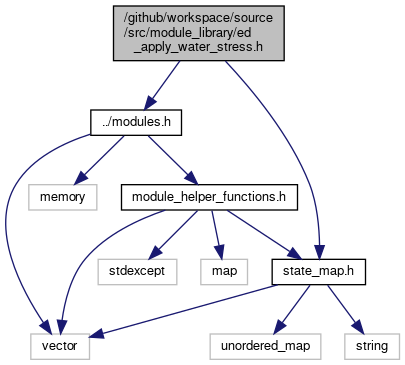 /github/workspace/source
/src/module_library/ed
_apply_water_stress.h
../modules.h
memory
module_helper_functions.h
stdexcept
map
state_map.h
vector
unordered_map
string